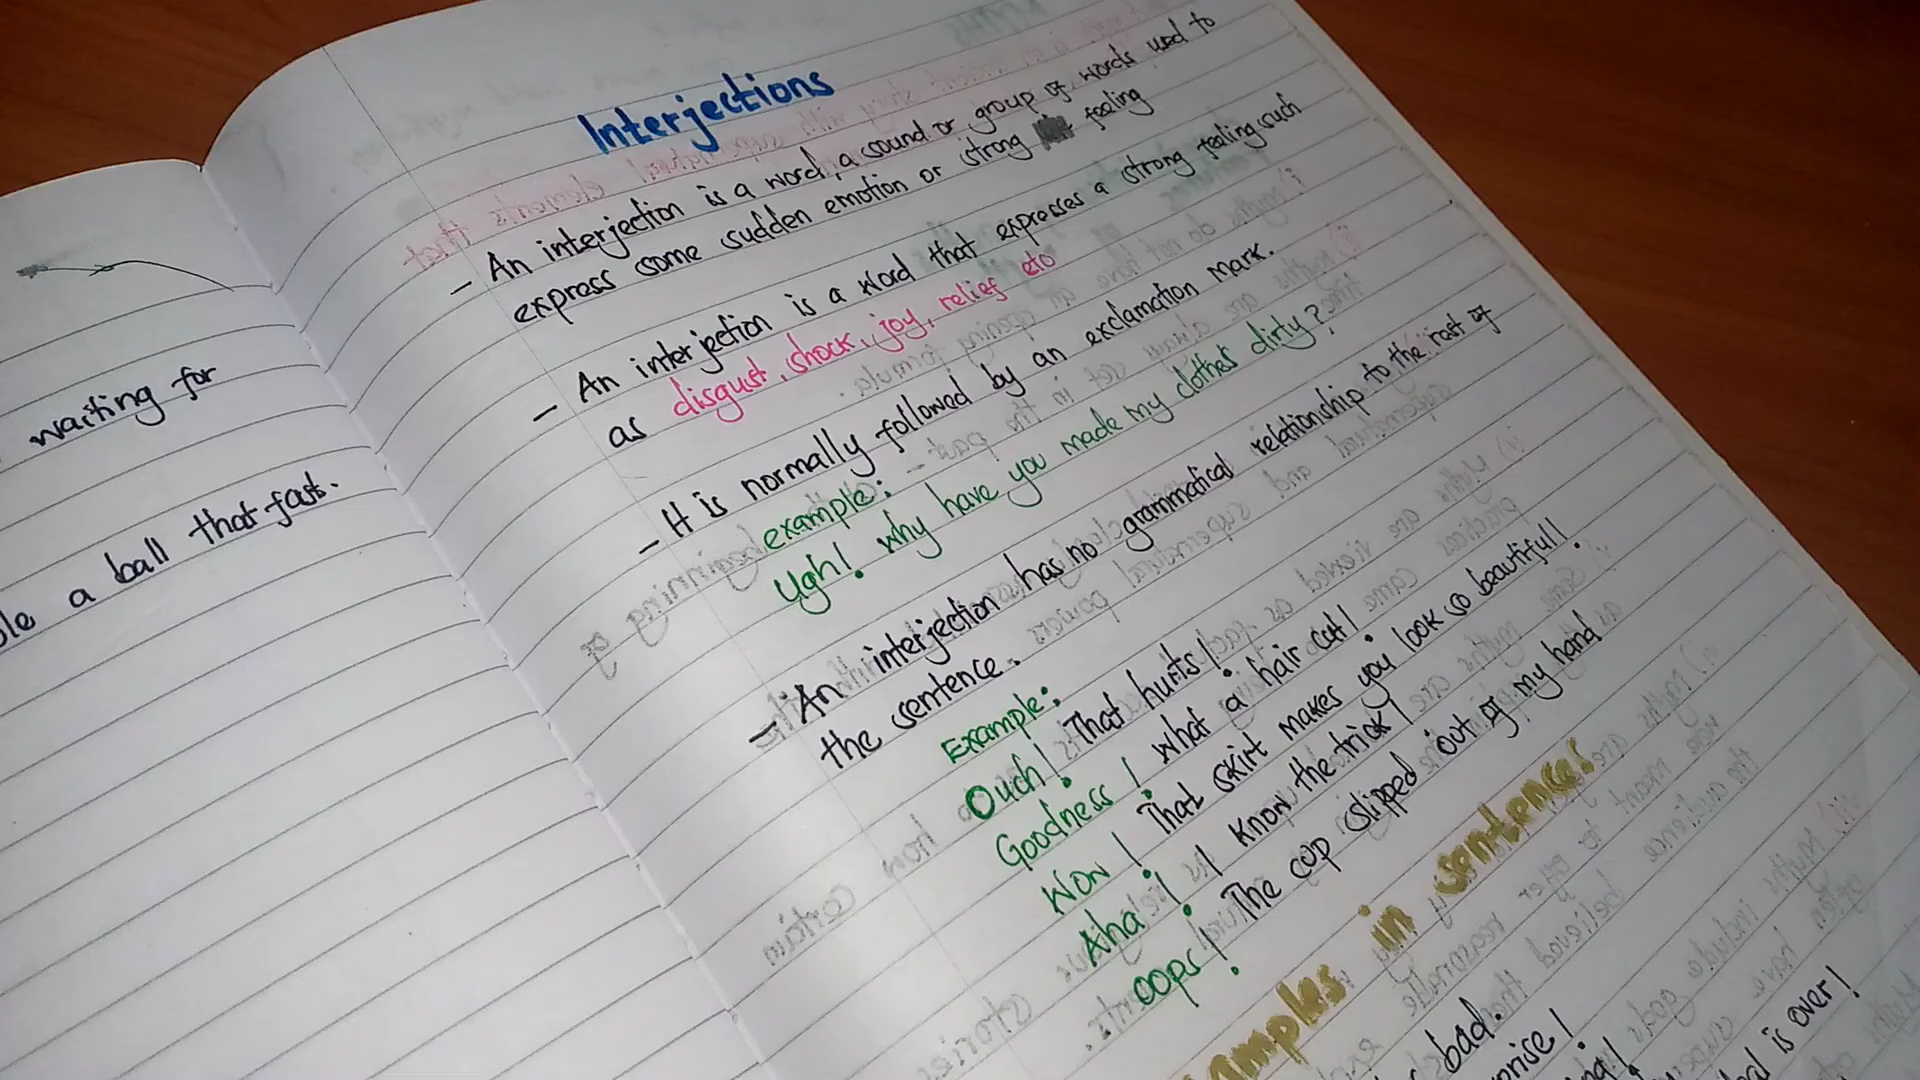 waiting for
a ball that fast.
Interjections
- An interjection is a word, a sound or group of words used to
express some sudden emotion or strong feeling
- An interjection is a word that expresses a strong feeling such
as disgust, shock, joy, relief etc
- It is normally followed by an exclamation mark.
example:
Ugh! why have you made my clothes dirty?
- An interjection has no grammatical relationship to the rest of
the sentence.
Example:
Ouch! That hurts!
Goodness! what a hair cut!
Wow! That skirt makes you look so beautiful!
Aha! I know the trick!
oops! The cup slipped out of my hand
in sentences
bad.
is over!